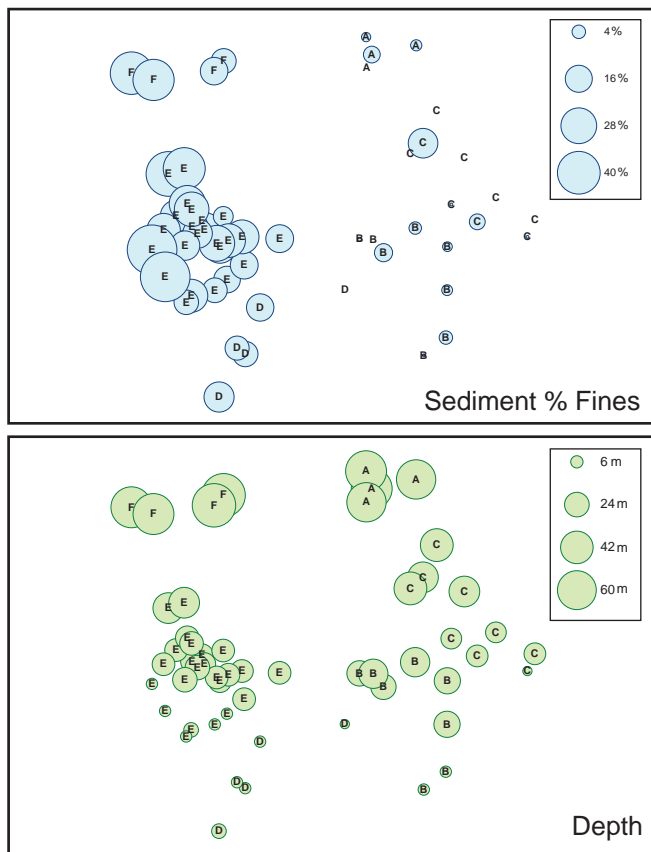 A 4%
A
F A
F F F A 16%
C
28%
C
C C
E E 40%
E C C
E E E E C C
E E E E B
E E E E E E E B B B C
B
E E E
E E E D B
D
B
D D B
D
Sediment % Fines
6 m
A
A
F A
F F F A 24 m
C 42 m
C
C C 60 m
E E
E C C
E E E E C C
E E E E B
E E E E E E E B B B C
B
E E E
E E E D B
D
B
D D B
D
Depth